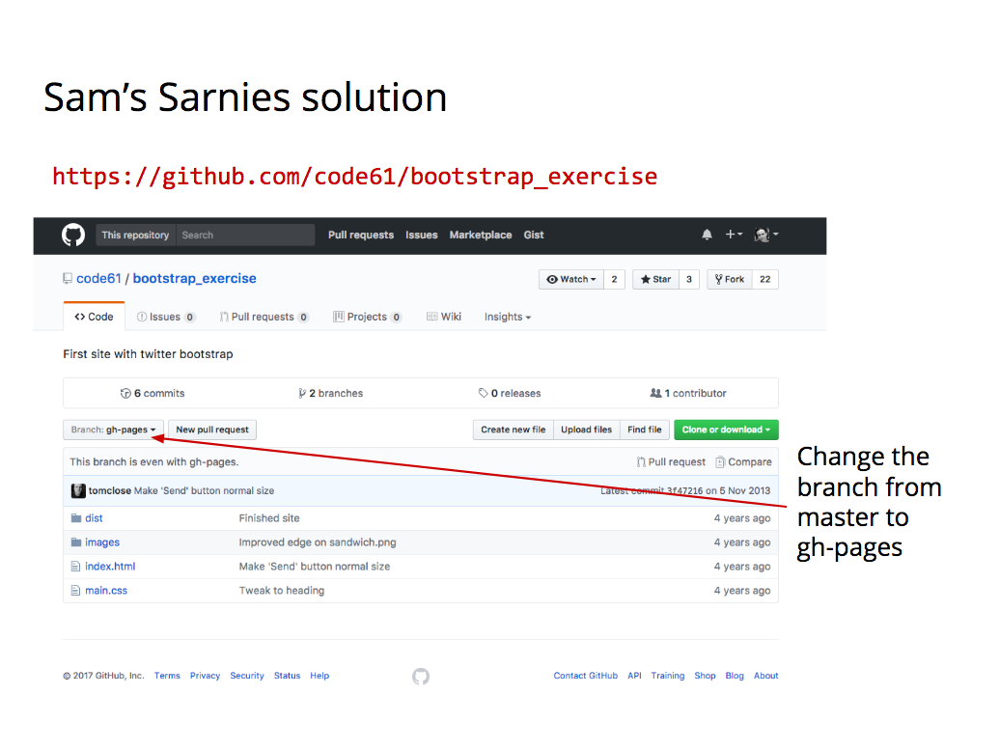 Sam’s Sarnies solution
https://github.com/code61/bootstrap_exercise
This repository Search Pull requests Issues Marketplace Gist
code61 / bootstrap_exercise Watch 2 Star 3 Fork 22
Code Issues 0 Pull requests 0 Projects 0 Wiki Insights
First site with twitter bootstrap
6 commits 2 branches 0 releases 1 contributor
Branch: gh-pages New pull request Create new file Upload files Find file Clone or download
This branch is even with gh-pages. Pull request Compare
tomclose Make 'Send' button normal size Latest commit 3f47216 on 5 Nov 2013
dist Finished site 4 years ago
images Improved edge on sandwich.png 4 years ago
index.html Make 'Send' button normal size 4 years ago
main.css Tweak to heading 4 years ago
Change the
branch from
master to
gh-pages
© 2017 GitHub, Inc. Terms Privacy Security Status Help Contact GitHub API Training Shop Blog About